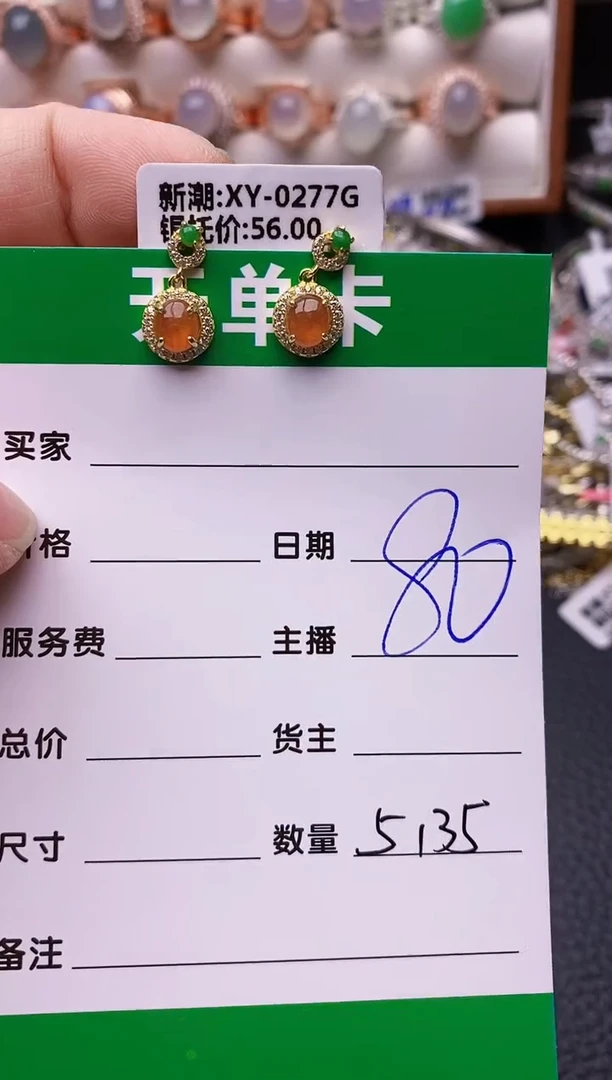 新潮:XY-0277G
银托价:56.00
开单卡
买家
价格 日期 80
服务费 主播
总价 货主
尺寸 数量 5135
备注